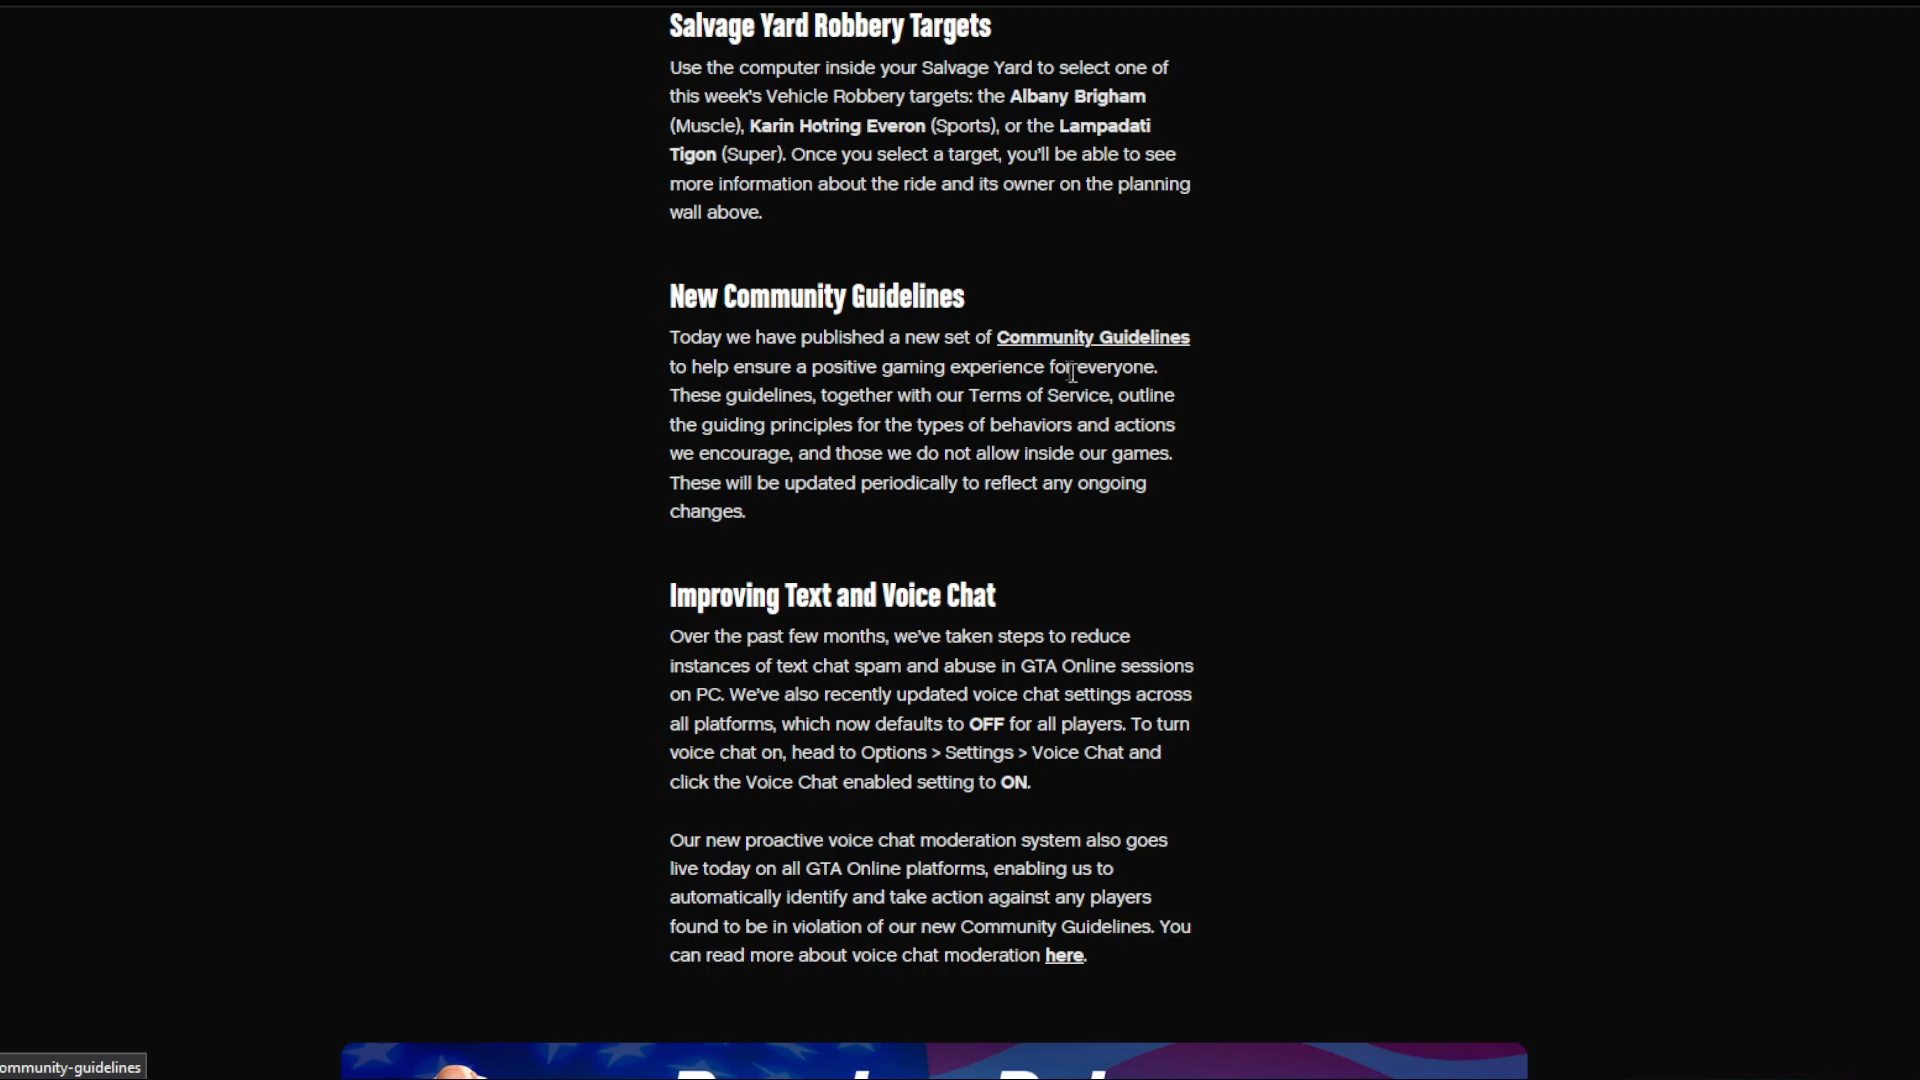 Salvage Yard Robbery Targets
Use the computer inside your Salvage Yard to select one of
this week's Vehicle Robbery targets: the Albany Brigham
(Muscle), Karin Hotring Everon (Sports), or the Lampadati
Tigon (Super). Once you select a target, you'll be able to see
more information about the ride and its owner on the planning
wall above.
New Community Guidelines
Today we have published a new set of Community Guidelines
to help ensure a positive gaming experience for everyone.
These guidelines, together with our Terms of Service, outline
the guiding principles for the types of behaviors and actions
we encourage, and those we do not allow inside our games.
These will be updated periodically to reflect any ongoing
changes.
Improving Text and Voice Chat
Over the past few months, we've taken steps to reduce
instances of text chat spam and abuse in GTA Online sessions
on PC. We've also recently updated voice chat settings across
all platforms, which now defaults to OFF for all players. To turn
voice chat on, head to Options > Settings > Voice Chat and
click the Voice Chat enabled setting to ON.
Our new proactive voice chat moderation system also goes
live today on all GTA Online platforms, enabling us to
automatically identify and take action against any players
found to be in violation of our new Community Guidelines. You
can read more about voice chat moderation here.
ommunity-guidelines